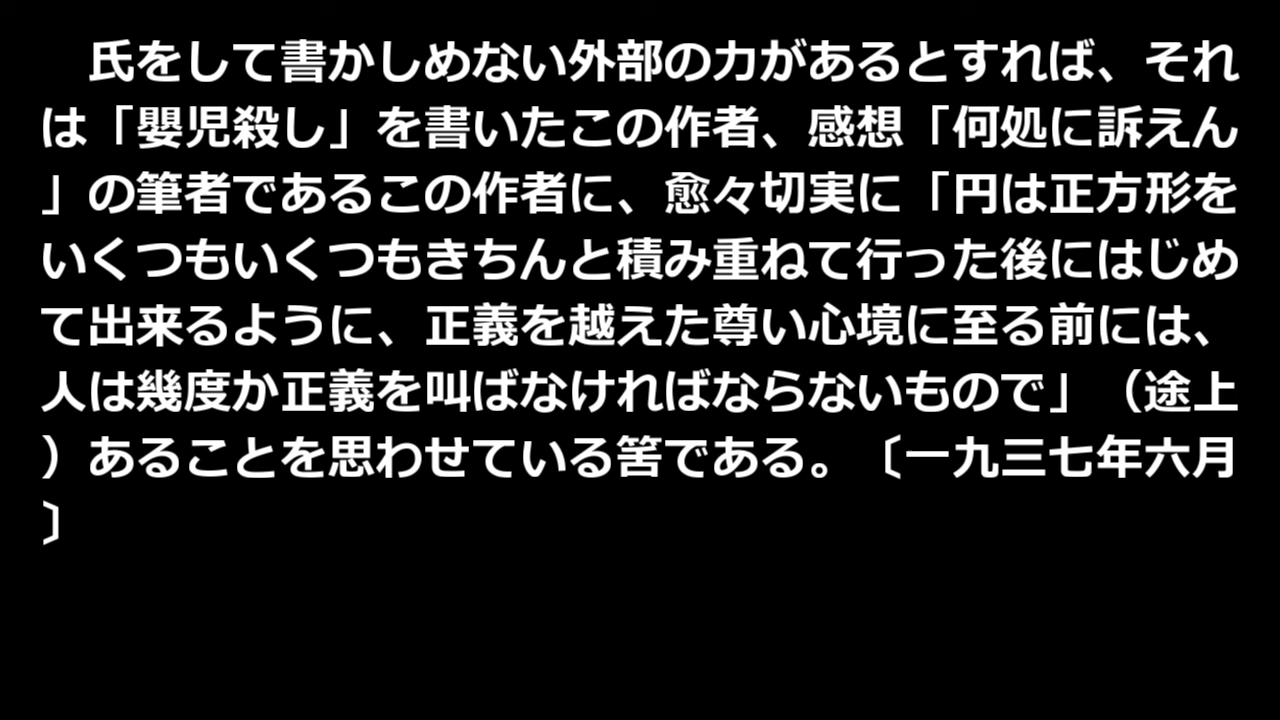 氏をして書かしめない外部の力があるとすれば、それ
は「嬰児殺し」を書いたこの作者、感想「何処に訴えん
」の筆者であるこの作者に、愈々切実に「円は正方形を
いくつもいくつもきちんと積み重ねて行った後にはじめ
て出来るように、正義を越えた尊い心境に至る前には、
人は幾度か正義を叫ばなければならないもので」（途上
）あることを思わせている筈である。〔一九三七年六月
〕